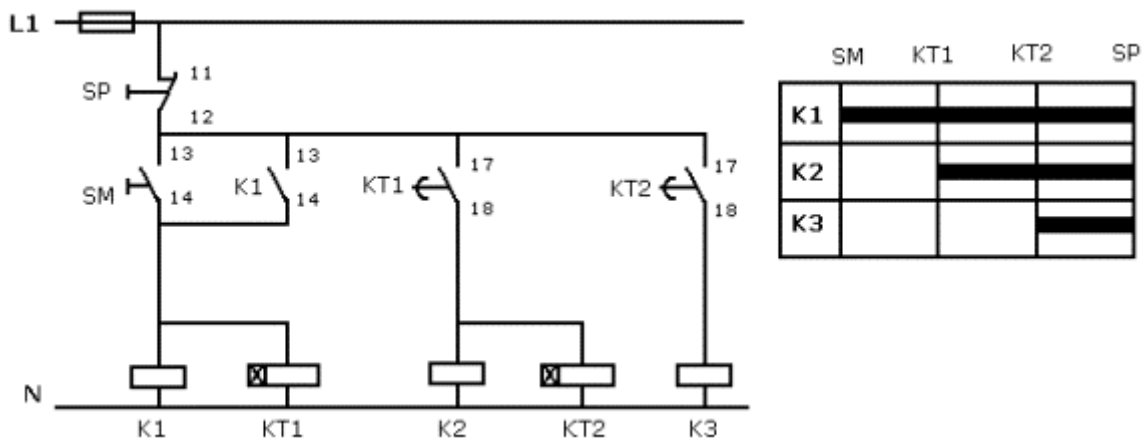 L1
SP
11
12
13
SM
14
K1
13
14
KT1
17
18
KT2
17
18
N
K1 KT1 K2 KT2 K3
SM KT1 KT2 SP
K1
K2
K3